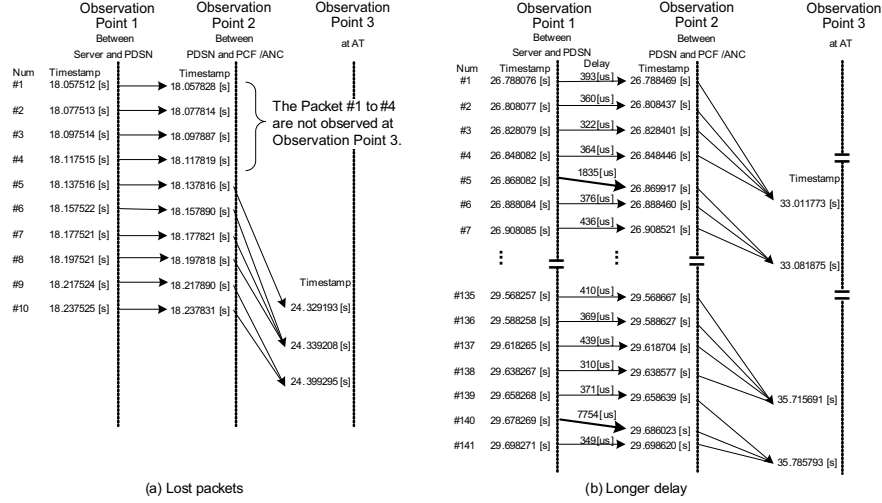 Observation Point 1
Between Server and PDSN
Observation Point 2
Between PDSN and PCF /ANC
Observation Point 3
at AT
Num Timestamp Timestamp
#1 18.057512 [s] 18.057828 [s]
#2 18.077513 [s] 18.077814 [s]
#3 18.097514 [s] 18.097887 [s]
#4 18.117515 [s] 18.117819 [s]
The Packet #1 to #4
are not observed at
Observation Point 3.
#5 18.137516 [s] 18.137816 [s]
#6 18.157522 [s] 18.157890 [s]
#7 18.177521 [s] 18.177821 [s]
#8 18.197521 [s] 18.197818 [s]
#9 18.217524 [s] 18.217890 [s]
#10 18.237525 [s] 18.237831 [s]
Timestamp
24.329193 [s]
24.339208 [s]
24.399295 [s]
(a) Lost packets
Observation Point 1
Between Server and PDSN
Observation Point 2
Between PDSN and PCF /ANC
Observation Point 3
at AT
Num Timestamp Delay Timestamp
#1 26.788076 [s] 393[us] 26.788469 [s]
#2 26.808077 [s] 360[us] 26.808437 [s]
#3 26.828079 [s] 322[us] 26.828401 [s]
#4 26.848082 [s] 364[us] 26.848446 [s]
#5 26.868082 [s] 1835[us] 26.869917 [s]
#6 26.888084 [s] 376[us] 26.888460 [s]
#7 26.908085 [s] 436[us] 26.908521 [s]
Timestamp
33.011773 [s]
33.081875 [s]
#135 29.568257 [s] 410[us] 29.568667 [s]
#136 29.588258 [s] 369[us] 29.588627 [s]
#137 29.618265 [s] 439[us] 29.618704 [s]
#138 29.638267 [s] 310[us] 29.638577 [s]
#139 29.658268 [s] 371[us] 29.658639 [s]
#140 29.678269 [s] 7754[us] 29.686023 [s]
#141 29.698271 [s] 349[us] 29.698620 [s]
35.715691 [s]
35.785793 [s]
(b) Longer delay